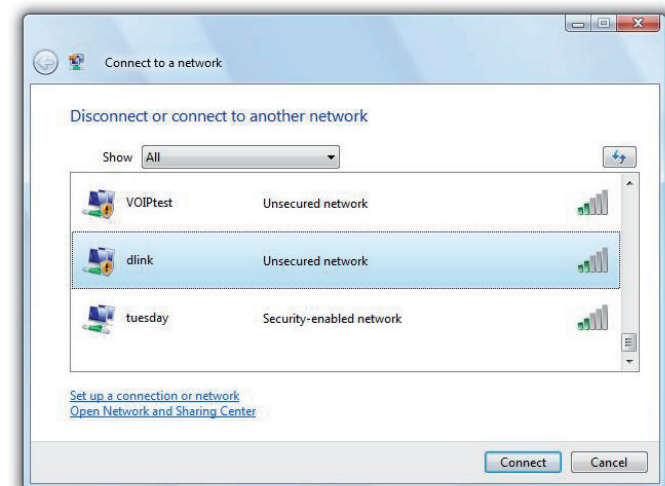 Connect to a network
Disconnect or connect to another network
Show All
VOIPtest Unsecured network
dlink Unsecured network
tuesday Security-enabled network
Set up a connection or network
Open Network and Sharing Center
Connect Cancel